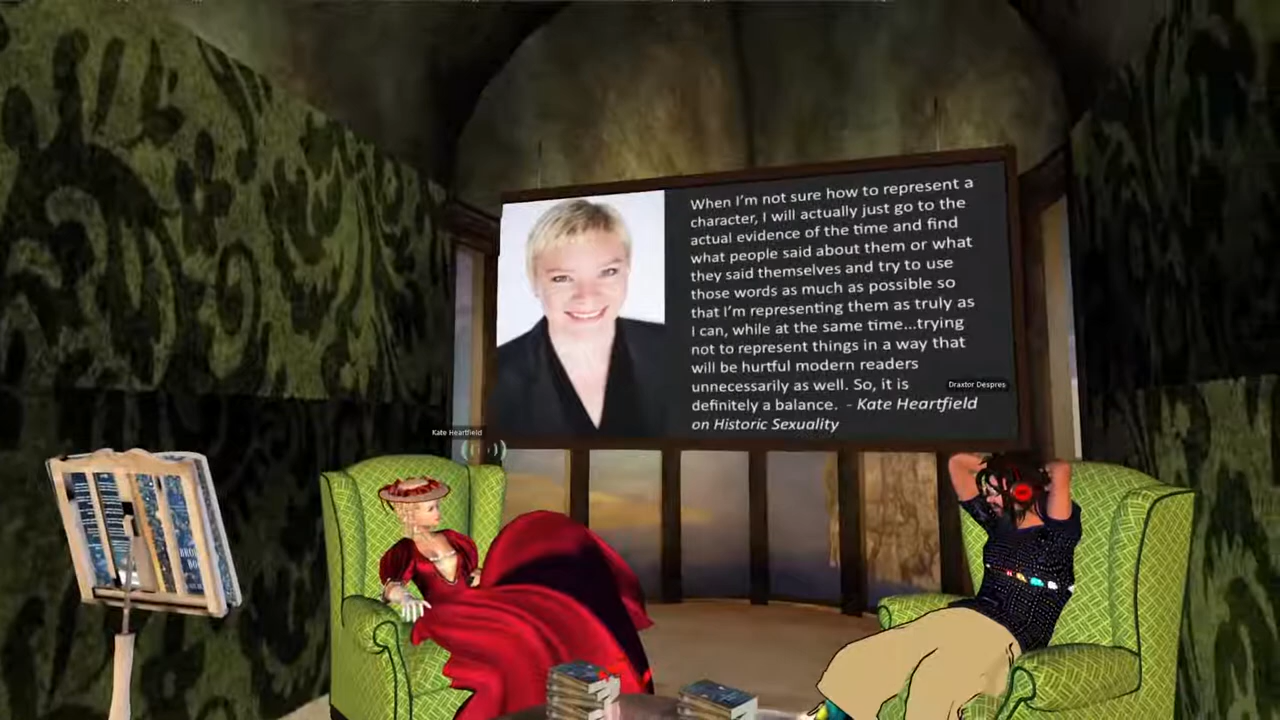 When I'm not sure how to represent a
character, I will actually just go to the
actual evidence of the time and find
what people said about them or what
they said themselves and try to use
those words as much as possible so
that I'm representing them as truly as
I can, while at the same time...trying
not to represent things in a way that
will be hurtful modern readers
unnecessarily as well. So, it is
definitely a balance. - Kate Heartfield
on Historic Sexuality
Draxtor Despres
Kate Heartfield